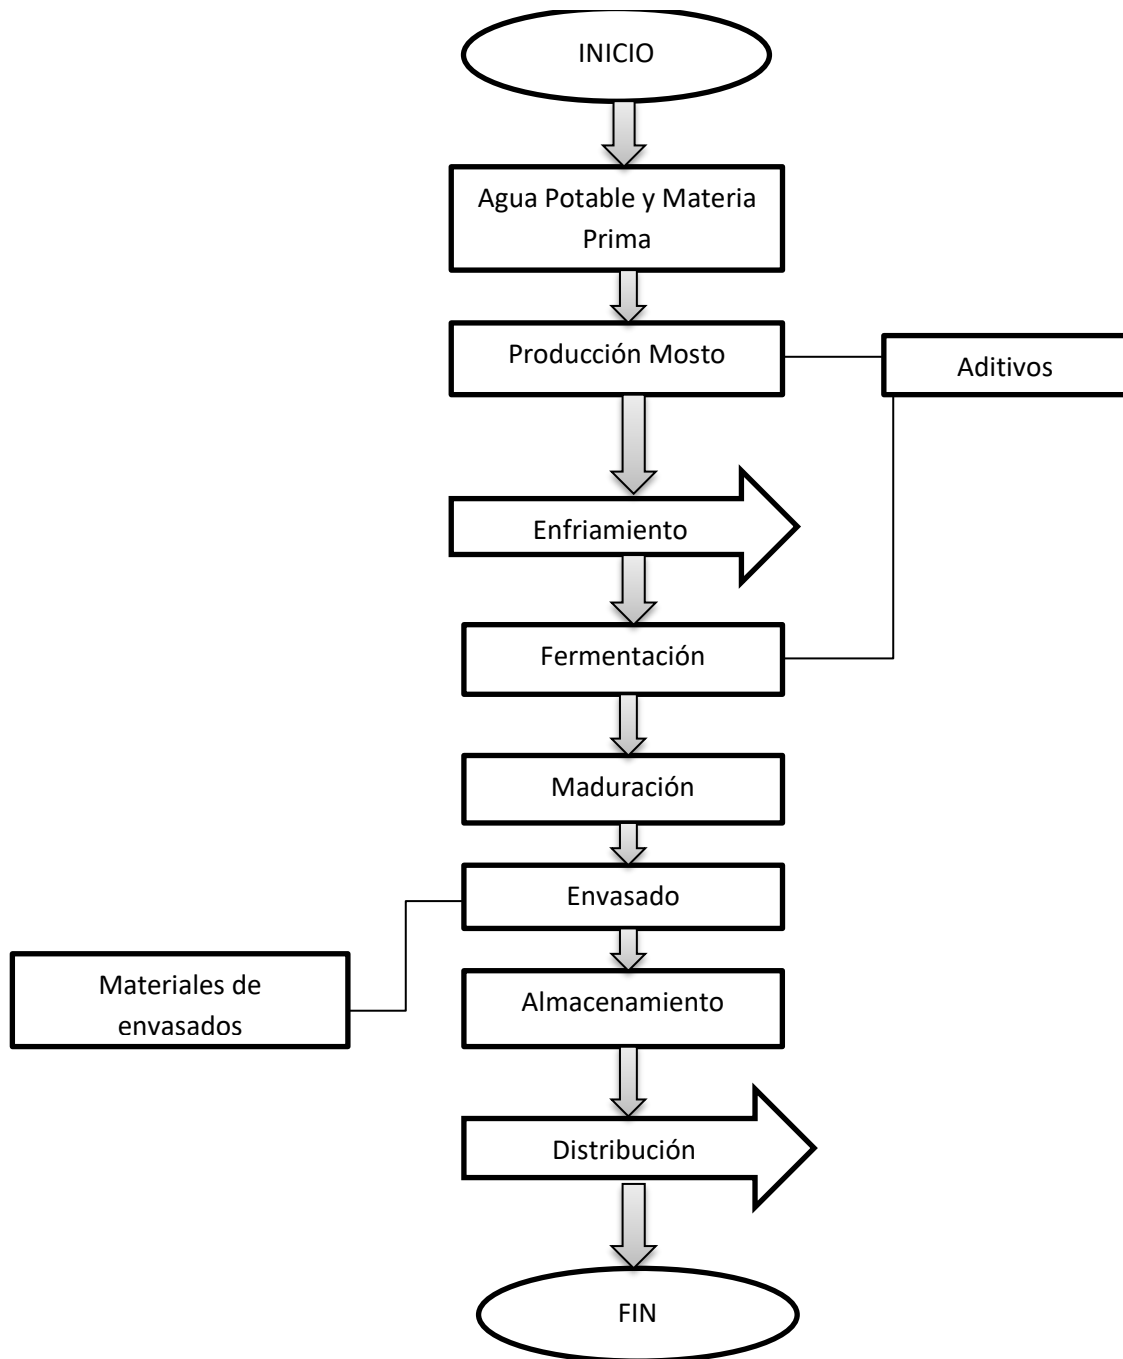 INICIO
Agua Potable y Materia
Prima
Producción Mosto
Aditivos
Enfriamiento
Fermentación
Maduración
Envasado
Materiales de
envasados
Almacenamiento
Distribución
FIN